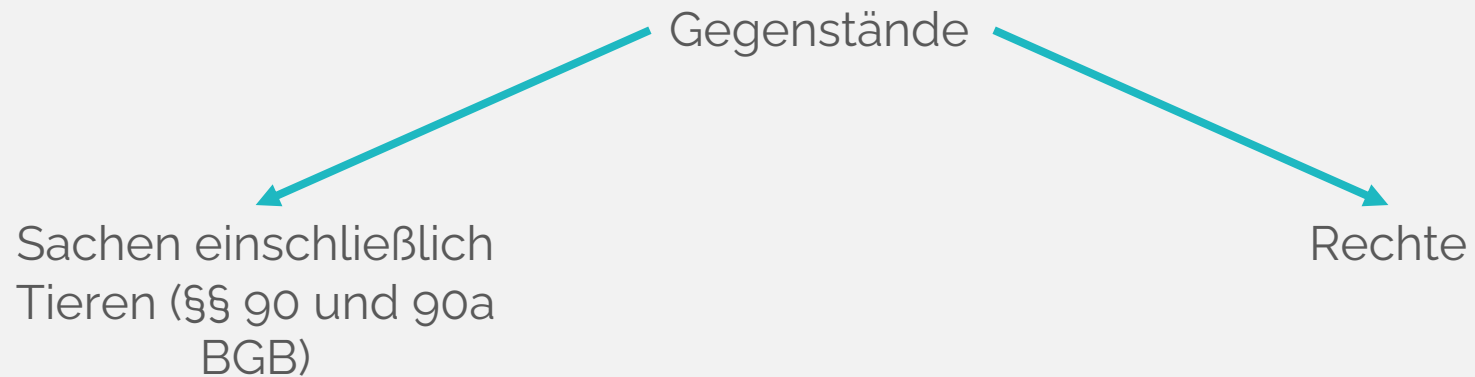 Gegenstände
Sachen einschließlich
Tieren (§§ 90 und 90a
BGB)
Rechte